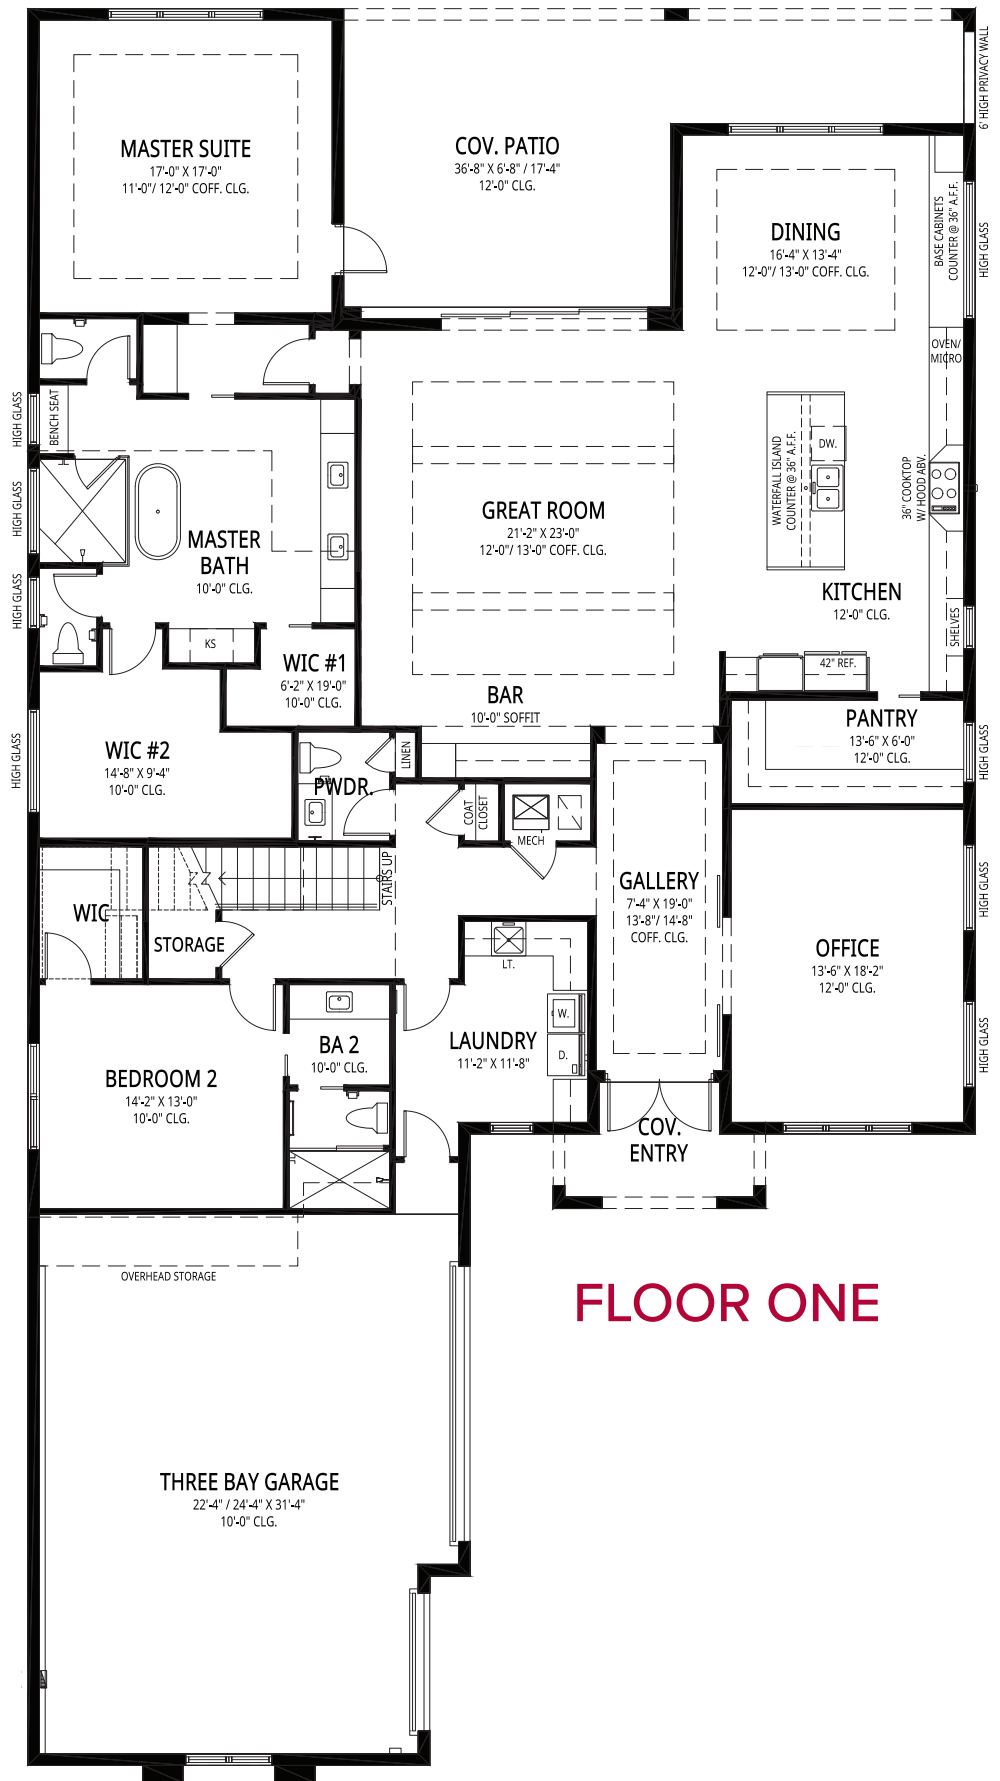 6' HIGH PRIVACY WALL
MASTER SUITE
17'-0" X 17'-0"
11'-0"/ 12'-0" COFF. CLG.
COV. PATIO
36'-8" X 6'-8" / 17'-4"
12'-0" CLG.
DINING
16'-4" X 13'-4"
12'-0"/ 13'-0" COFF. CLG.
BASE CABINETS
COUNTER @ 36" A.F.F.
HIGH GLASS
OVEN/
MICRO
HIGH GLASS
BENCH SEAT
HIGH GLASS
HIGH GLASS
MASTER
BATH
10'-0" CLG.
GREAT ROOM
21'-2" X 23'-0"
12'-0"/ 13'-0" COFF. CLG.
WATERFALL ISLAND
COUNTER @ 36" A.F.F.
DW.
36" COOKTOP
W/ HOOD ABV.
KITCHEN
12'-0" CLG.
SHELVES
42" REF.
KS
WIC #1
6'-2" X 19'-0"
10'-0" CLG.
BAR
10'-0" SOFFIT
PANTRY
13'-6" X 6'-0"
12'-0" CLG.
HIGH GLASS
HIGH GLASS
WIC #2
14'-8" X 9'-4"
10'-0" CLG.
PWDR.
LINEN
COAT
CLOSET
MECH
STAIRS UP
GALLERY
7'-4" X 19'-0"
13'-8"/ 14'-8"
COFF. CLG.
HIGH GLASS
WIC
STORAGE
OFFICE
13'-6" X 18'-2"
12'-0" CLG.
HIGH GLASS
LT.
W.
D.
LAUNDRY
11'-2" X 11'-8"
BA 2
10'-0" CLG.
BEDROOM 2
14'-2" X 13'-0"
10'-0" CLG.
COV.
ENTRY
OVERHEAD STORAGE
FLOOR ONE
THREE BAY GARAGE
22'-4" / 24'-4" X 31'-4"
10'-0" CLG.